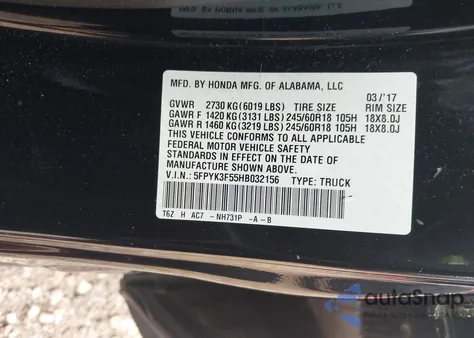 MFD. BY HONDA MFG. OF ALABAMA, LLC
03/'17
GVWR 2730 KG(6019 LBS) TIRE SIZE RIM SIZE
GAWR F 1420 KG(3131 LBS) 245/60R18 105H 18X8.0J
GAWR R 1460 KG(3219 LBS) 245/60R18 105H 18X8.0J
THIS VEHICLE CONFORMS TO ALL APPLICABLE
FEDERAL MOTOR VEHICLE SAFETY
STANDARDS IN EFFECT ON THE DATE OF
MANUFACTURE SHOWN ABOVE.
V.I.N.: 5FPYK3F55HB032156 TYPE: TRUCK
T6Z H AC7 -NH731P -A-B
autoSnap